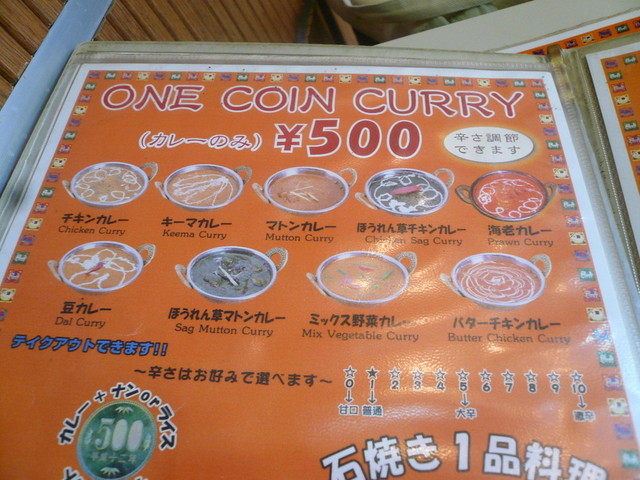 ONE COIN CURRY
(カレーのみ) ¥500
辛さ調節
できます
チキンカレー
Chicken Curry
キーマカレー
Keema Curry
マトンカレー
Mutton Curry
ほうれん草チキンカレー
Chicken Sag Curry
海老カレー
Prawn Curry
豆カレー
Dal Curry
ほうれん草マトンカレー
Sag Mutton Curry
ミックス野菜カレー
Mix Vegetable Curry
バターチキンカレー
Butter Chicken Curry
テイクアウトできます!!
~辛さはお好みで選べます~
☆ ★ ☆ ☆ ☆ ☆ ☆ ☆ ☆ ☆ ☆
0 1 2 3 4 5 6 7 8 9 10
↓ ↓ ↓ ↓
甘口 普通 大辛 激辛
カレー+ナンorライス
500
石焼き1品料理